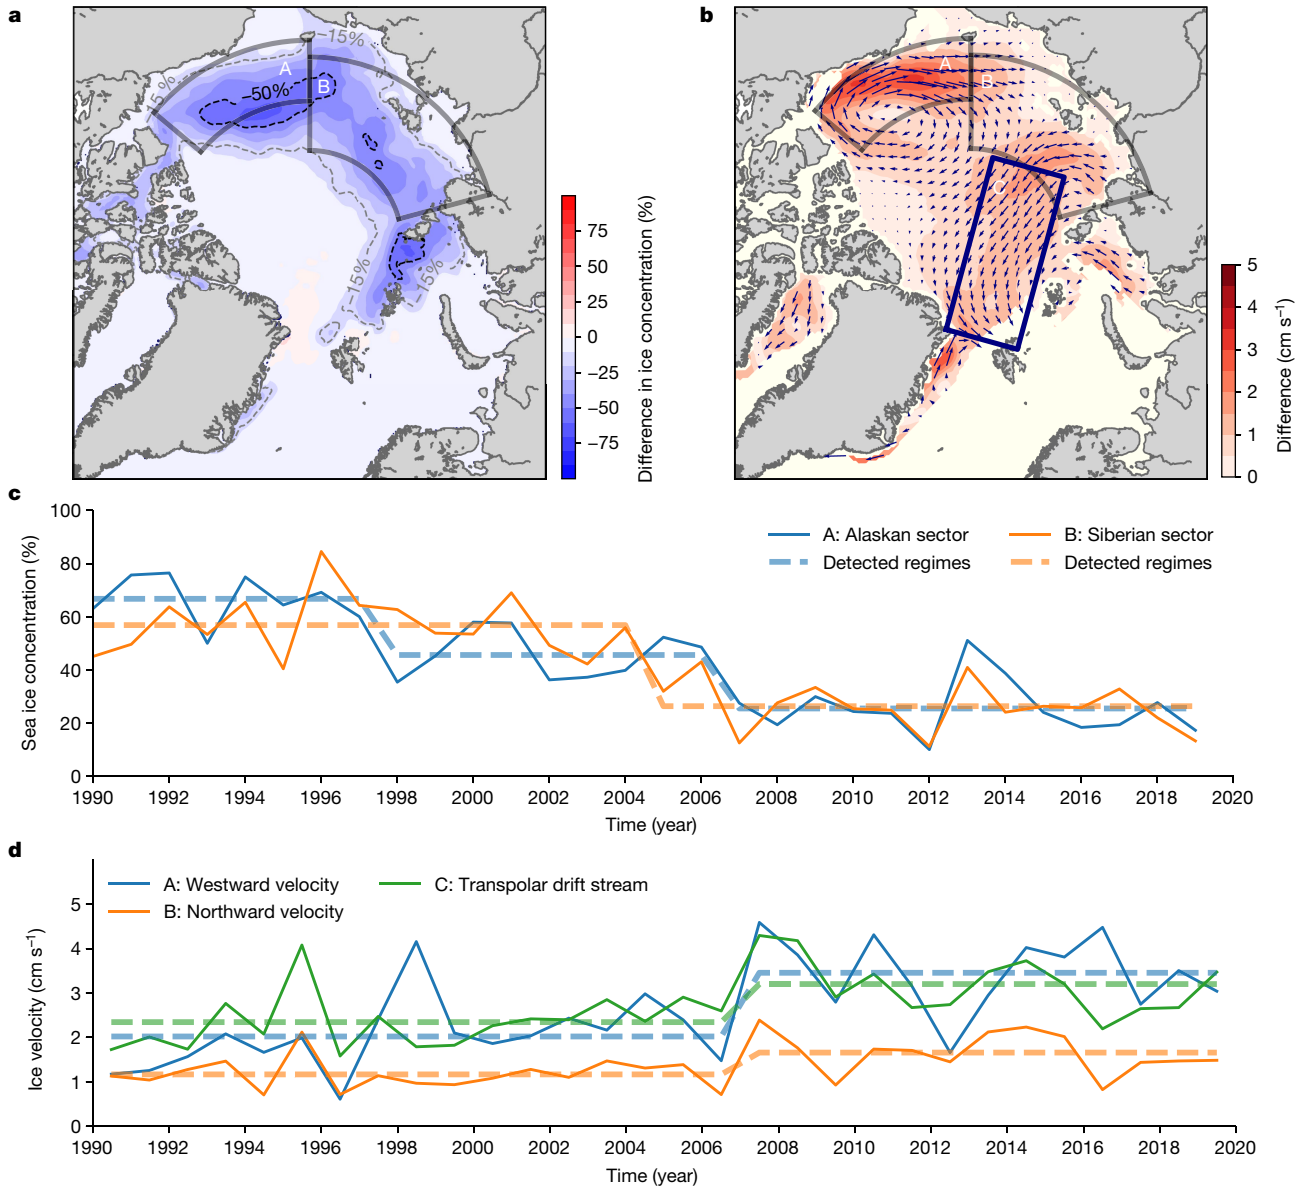 a
−15%
−15%
A
B
−50%
−15%
−15%
75
50
25
0
−25
−50
−75
Difference in ice concentration (%)
b
A
B
C
5
4
3
2
1
0
Difference (cm s⁻¹)
c
100
80
60
40
20
0
Sea ice concentration (%)
A: Alaskan sector
B: Siberian sector
Detected regimes
Detected regimes
1990 1992 1994 1996 1998 2000 2002 2004 2006 2008 2010 2012 2014 2016 2018 2020
Time (year)
d
A: Westward velocity
C: Transpolar drift stream
B: Northward velocity
5
4
3
2
1
0
Ice velocity (cm s⁻¹)
1990 1992 1994 1996 1998 2000 2002 2004 2006 2008 2010 2012 2014 2016 2018 2020
Time (year)